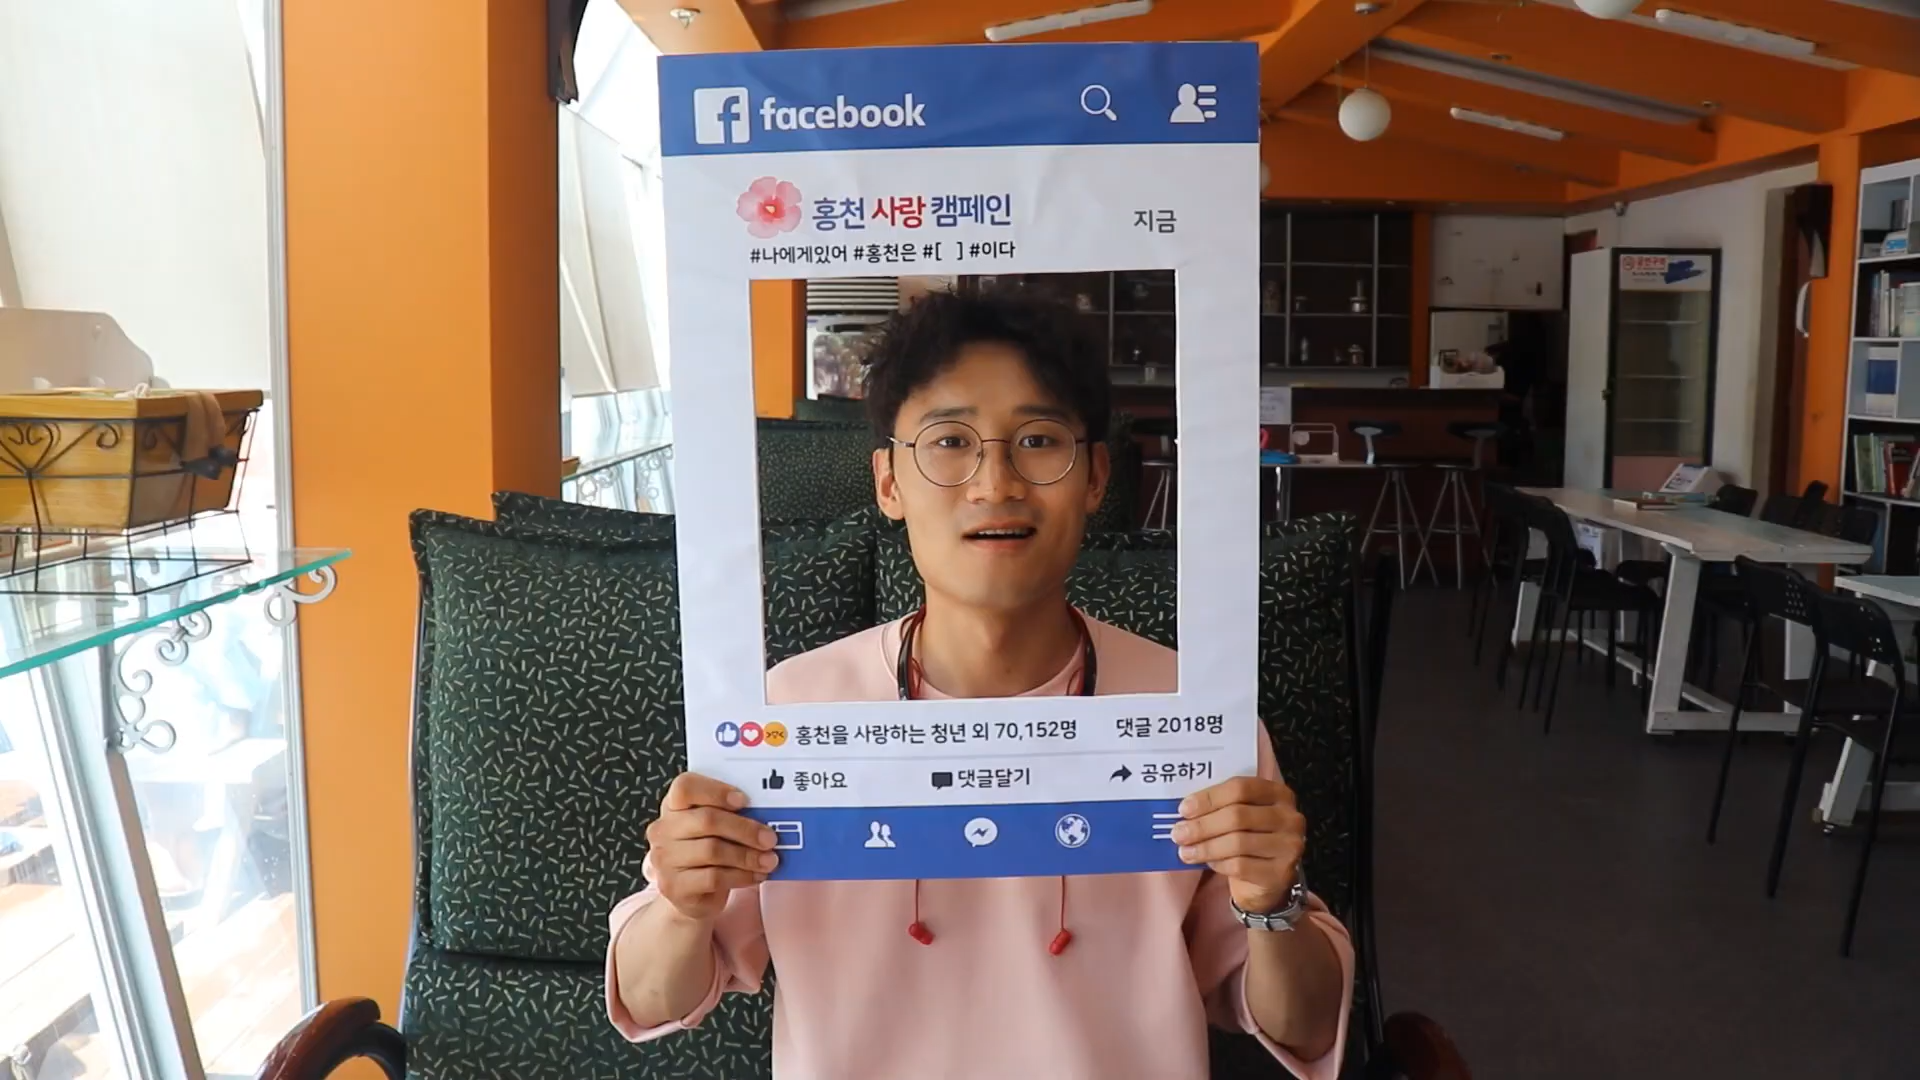 facebook
홍천 사랑 캠페인
지금
#나에게있어 #홍천은 #[ ] #이다
홍천을 사랑하는 청년 외 70,152명
댓글 2018명
좋아요
댓글달기
공유하기